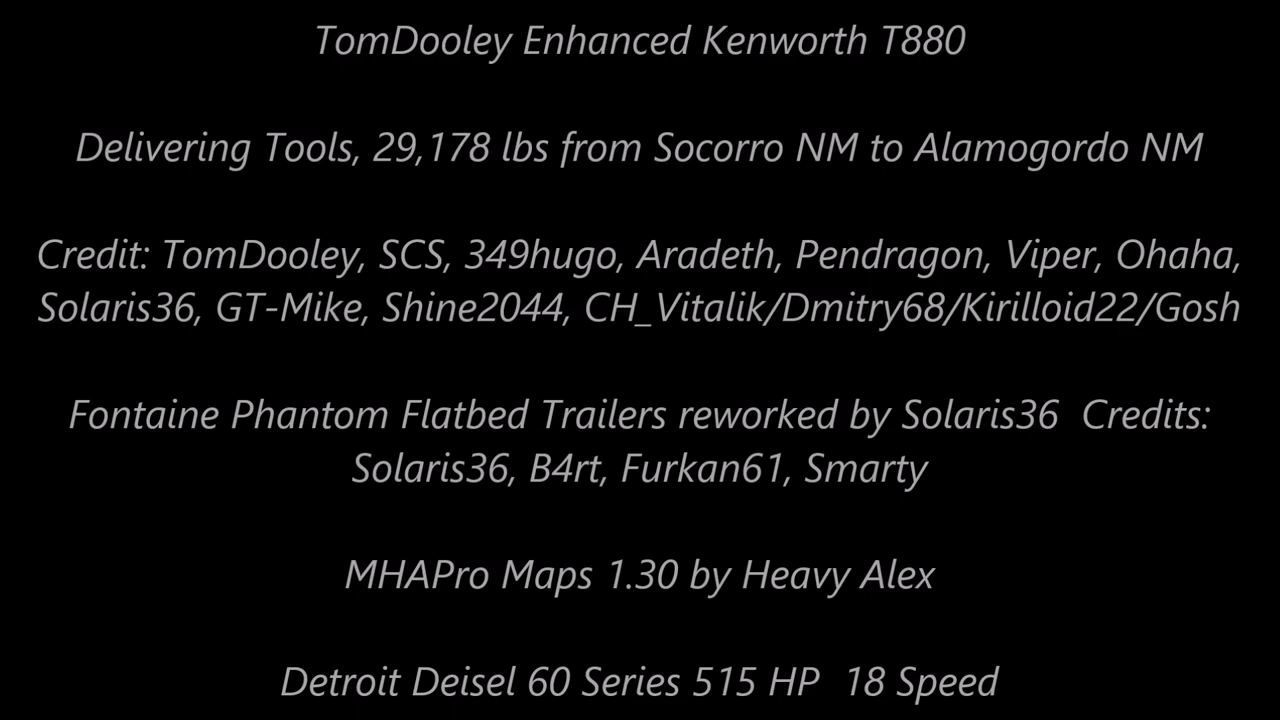 TomDooley Enhanced Kenworth T880
Delivering Tools, 29,178 lbs from Socorro NM to Alamogordo NM
Credit: TomDooley, SCS, 349hugo, Aradeth, Pendragon, Viper, Ohaha,
Solaris36, GT-Mike, Shine2044, CH_Vitalik/Dmitry68/Kirilloid22/Gosh
Fontaine Phantom Flatbed Trailers reworked by Solaris36  Credits:
Solaris36, B4rt, Furkan61, Smarty
MHAPro Maps 1.30 by Heavy Alex
Detroit Deisel 60 Series 515 HP  18 Speed